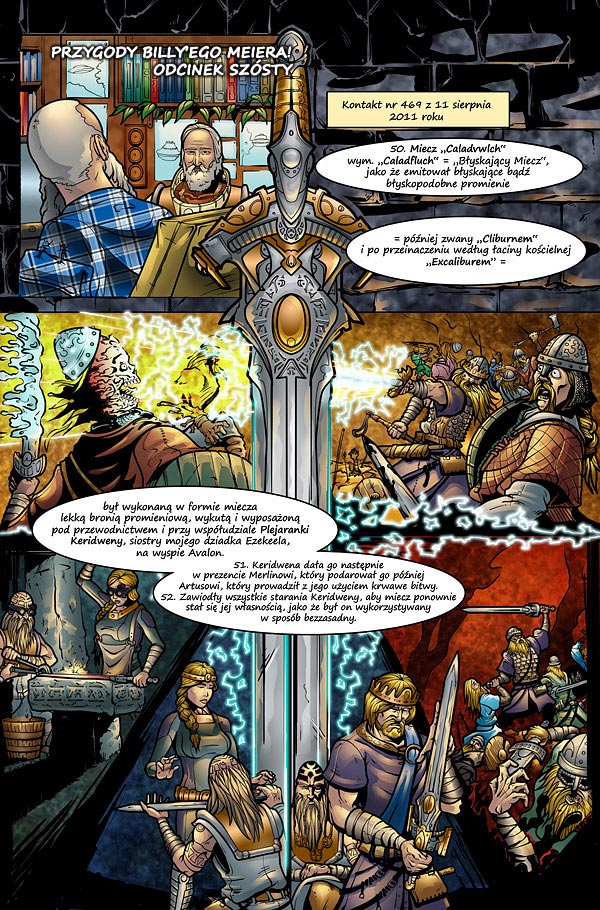 PRZYGODY BILLY'EGO MEIERA!
ODCINEK SZÓSTY
Kontakt nr 469 z 11 sierpnia
2011 roku
50. Miecz „Caladvwlch“
wym. „Caladfluch“ = „Błyskający Miecz“,
jako że emitował błyskające bądź
błyskopodobne promienie
= później zwany „Cliburnem“
i po przeinaczeniu według łaciny kościelnej
„Excaliburem“ =
był wykonaną w formie miecza
lekką bronią promieniową, wykutą i wyposażoną
pod przewodnictwem i przy współudziale Plejaranki
Keridweny, siostry mojego dziadka Ezekeela,
na wyspie Avalon.
51. Keridwena dała go następnie
w prezencie Merlinowi, który podarował go później
Artusowi, który prowadził z jego użyciem krwawe bitwy.
52. Zawiodły wszystkie starania Keridweny, aby miecz ponownie
stał się jej własnością, jako że był on wykorzystywany
w sposób bezzasadny.